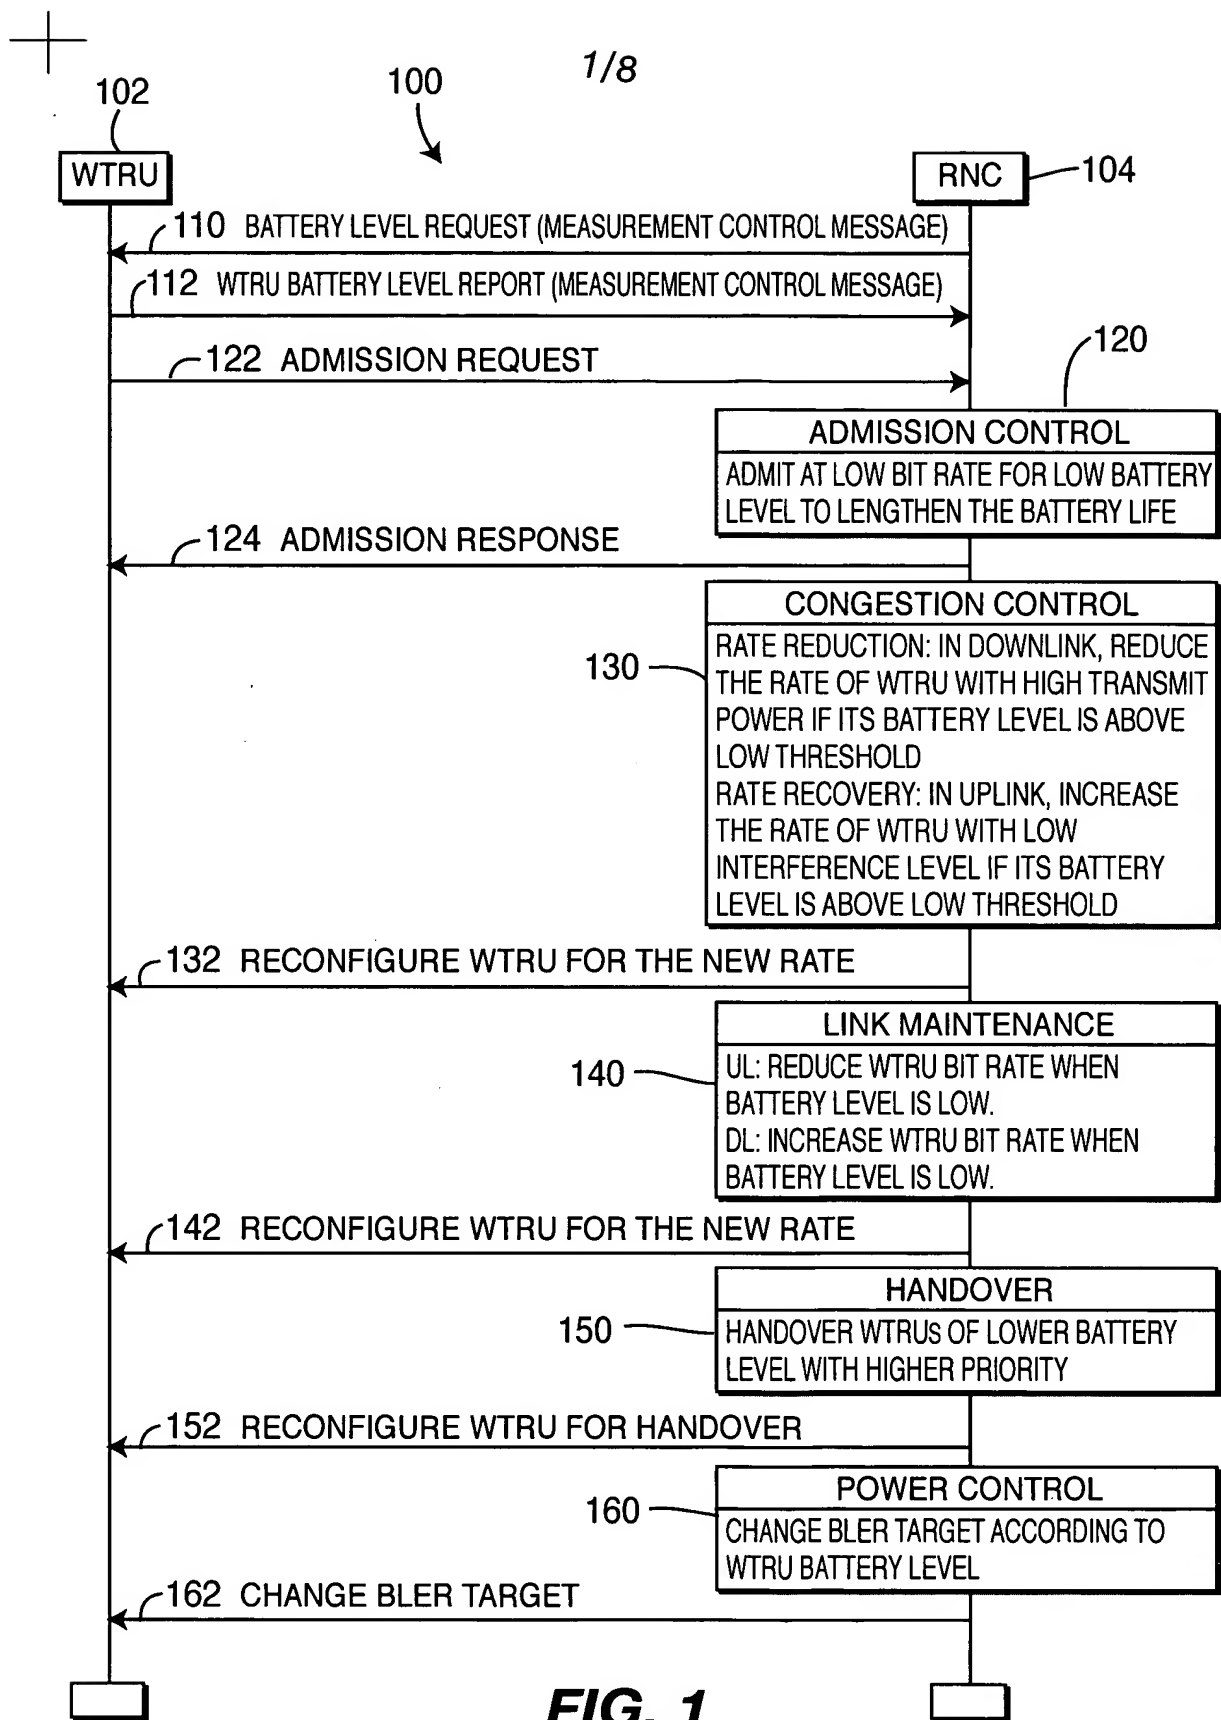 1/8
102
100
WTRU
RNC
104
110 BATTERY LEVEL REQUEST (MEASUREMENT CONTROL MESSAGE)
112 WTRU BATTERY LEVEL REPORT (MEASUREMENT CONTROL MESSAGE)
122 ADMISSION REQUEST
120
ADMISSION CONTROL
ADMIT AT LOW BIT RATE FOR LOW BATTERY
LEVEL TO LENGTHEN THE BATTERY LIFE
124 ADMISSION RESPONSE
CONGESTION CONTROL
130
RATE REDUCTION: IN DOWNLINK, REDUCE
THE RATE OF WTRU WITH HIGH TRANSMIT
POWER IF ITS BATTERY LEVEL IS ABOVE
LOW THRESHOLD
RATE RECOVERY: IN UPLINK, INCREASE
THE RATE OF WTRU WITH LOW
INTERFERENCE LEVEL IF ITS BATTERY
LEVEL IS ABOVE LOW THRESHOLD
132 RECONFIGURE WTRU FOR THE NEW RATE
LINK MAINTENANCE
140
UL: REDUCE WTRU BIT RATE WHEN
BATTERY LEVEL IS LOW.
DL: INCREASE WTRU BIT RATE WHEN
BATTERY LEVEL IS LOW.
142 RECONFIGURE WTRU FOR THE NEW RATE
HANDOVER
150
HANDOVER WTRUs OF LOWER BATTERY
LEVEL WITH HIGHER PRIORITY
152 RECONFIGURE WTRU FOR HANDOVER
POWER CONTROL
160
CHANGE BLER TARGET ACCORDING TO
WTRU BATTERY LEVEL
162 CHANGE BLER TARGET
FIG. 1